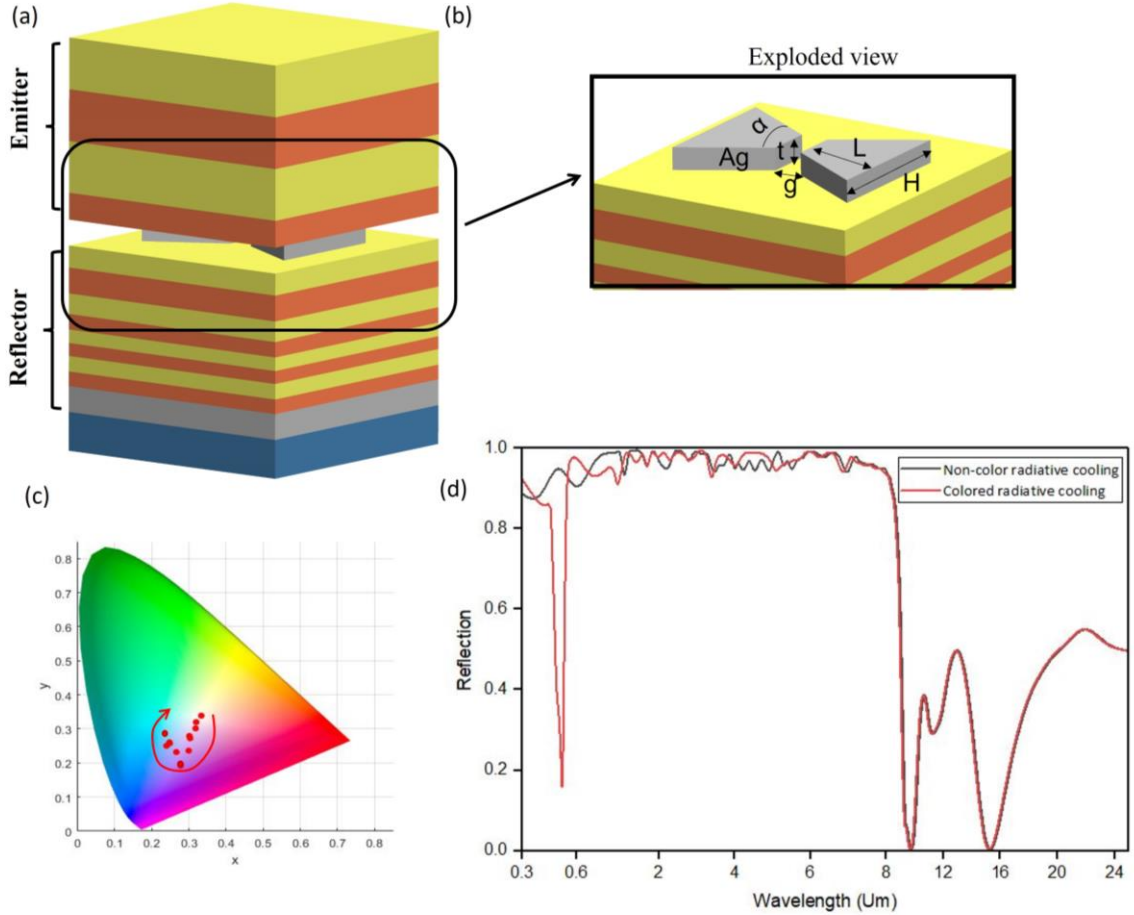 (a)
Emitter
Reflector
(b)
Exploded view
α
Ag
t
g
L
H
(c)
y
0.8
0.7
0.6
0.5
0.4
0.3
0.2
0.1
0
0 0.1 0.2 0.3 0.4 0.5 0.6 0.7 0.8
x
(d)
Reflection
1.0
0.8
0.6
0.4
0.2
0.0
Non-color radiative cooling
Colored radiative cooling
0.3 0.6 2 4 6 8 12 16 20 24
Wavelength (Um)